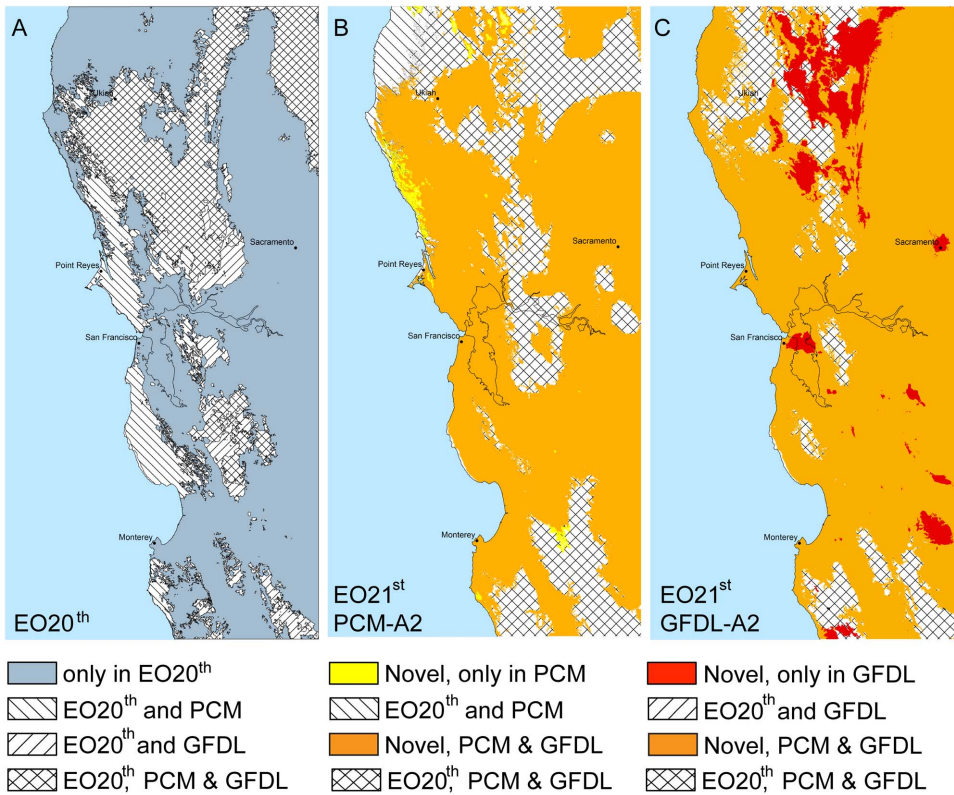 A
Ukiah
Sacramento
Point Reyes
San Francisco
Monterey
EO20th
B
Ukiah
Sacramento
Point Reyes
San Francisco
Monterey
EO21st
PCM-A2
C
Ukiah
Sacramento
Point Reyes
San Francisco
Monterey
EO21st
GFDL-A2
only in EO20th
EO20th and PCM
EO20th and GFDL
EO20th, PCM & GFDL
Novel, only in PCM
EO20th and PCM
Novel, PCM & GFDL
EO20th, PCM & GFDL
Novel, only in GFDL
EO20th and GFDL
Novel, PCM & GFDL
EO20th, PCM & GFDL